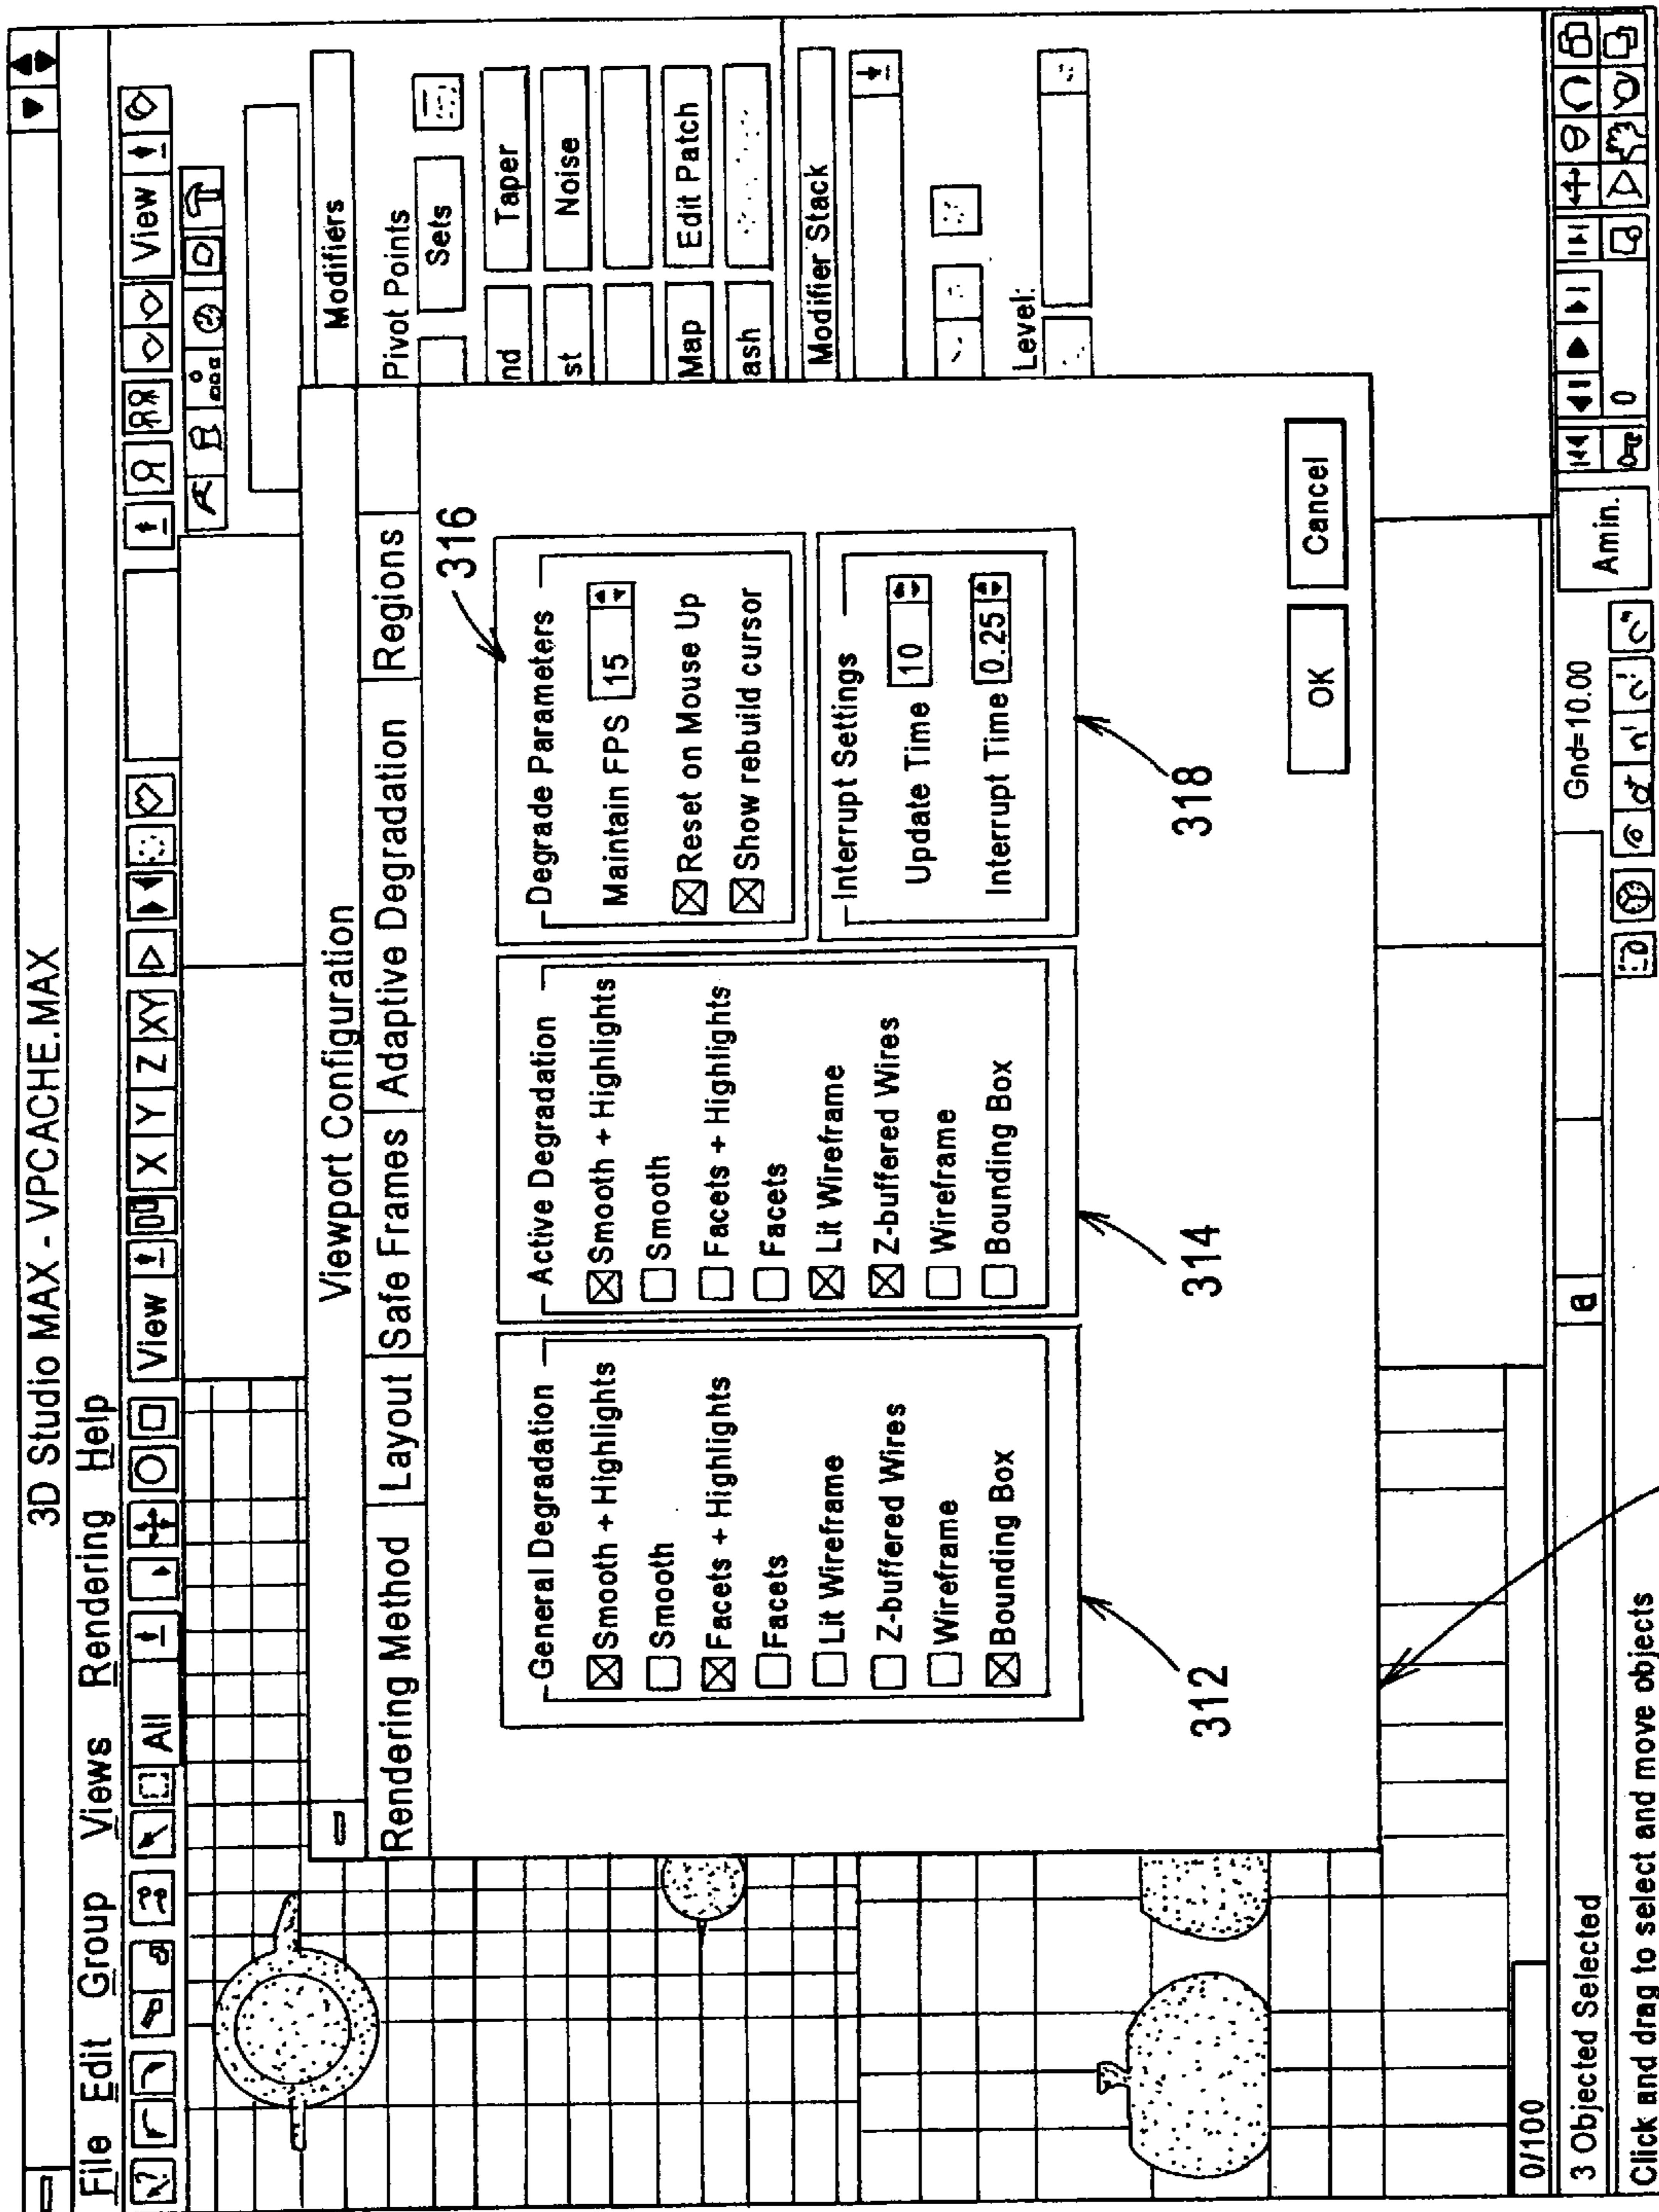 3D Studio MAX - VPCACHE.MAX
File Edit Group Views Rendering Help
All View X Y Z XY View
Viewport Configuration
Rendering Method Layout Safe Frames Adaptive Degradation Regions
General Degradation
Smooth + Highlights
Smooth
Facets + Highlights
Facets
Lit Wireframe
Z-buffered Wires
Wireframe
Bounding Box
312
Active Degradation
Smooth + Highlights
Smooth
Facets + Highlights
Facets
Lit Wireframe
Z-buffered Wires
Wireframe
Bounding Box
314
316
Degrade Parameters
Maintain FPS 15
Reset on Mouse Up
Show rebuild cursor
Interrupt Settings
Update Time 10
Interrupt Time 0.25
318
OK Cancel
Modifiers
Pivot Points
Sets
nd Taper
st Noise
Map Edit Patch
ash
Modifier Stack
Level:
0/100
3 Objected Selected
Gnd=10.00
Amin.
0
Click and drag to select and move objects